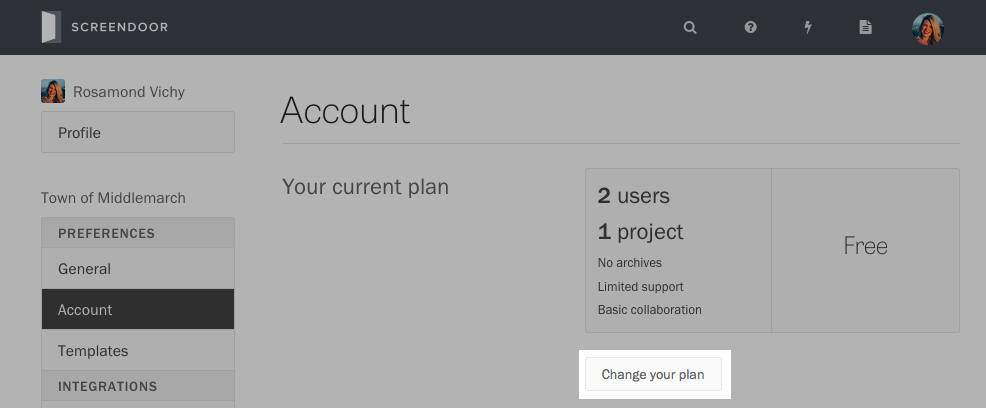 SCREENDOOR
Rosamond Vichy
Profile
Town of Middlemarch
PREFERENCES
General
Account
Templates
INTEGRATIONS
Account
Your current plan
2 users
1 project
No archives
Limited support
Basic collaboration
Free
Change your plan